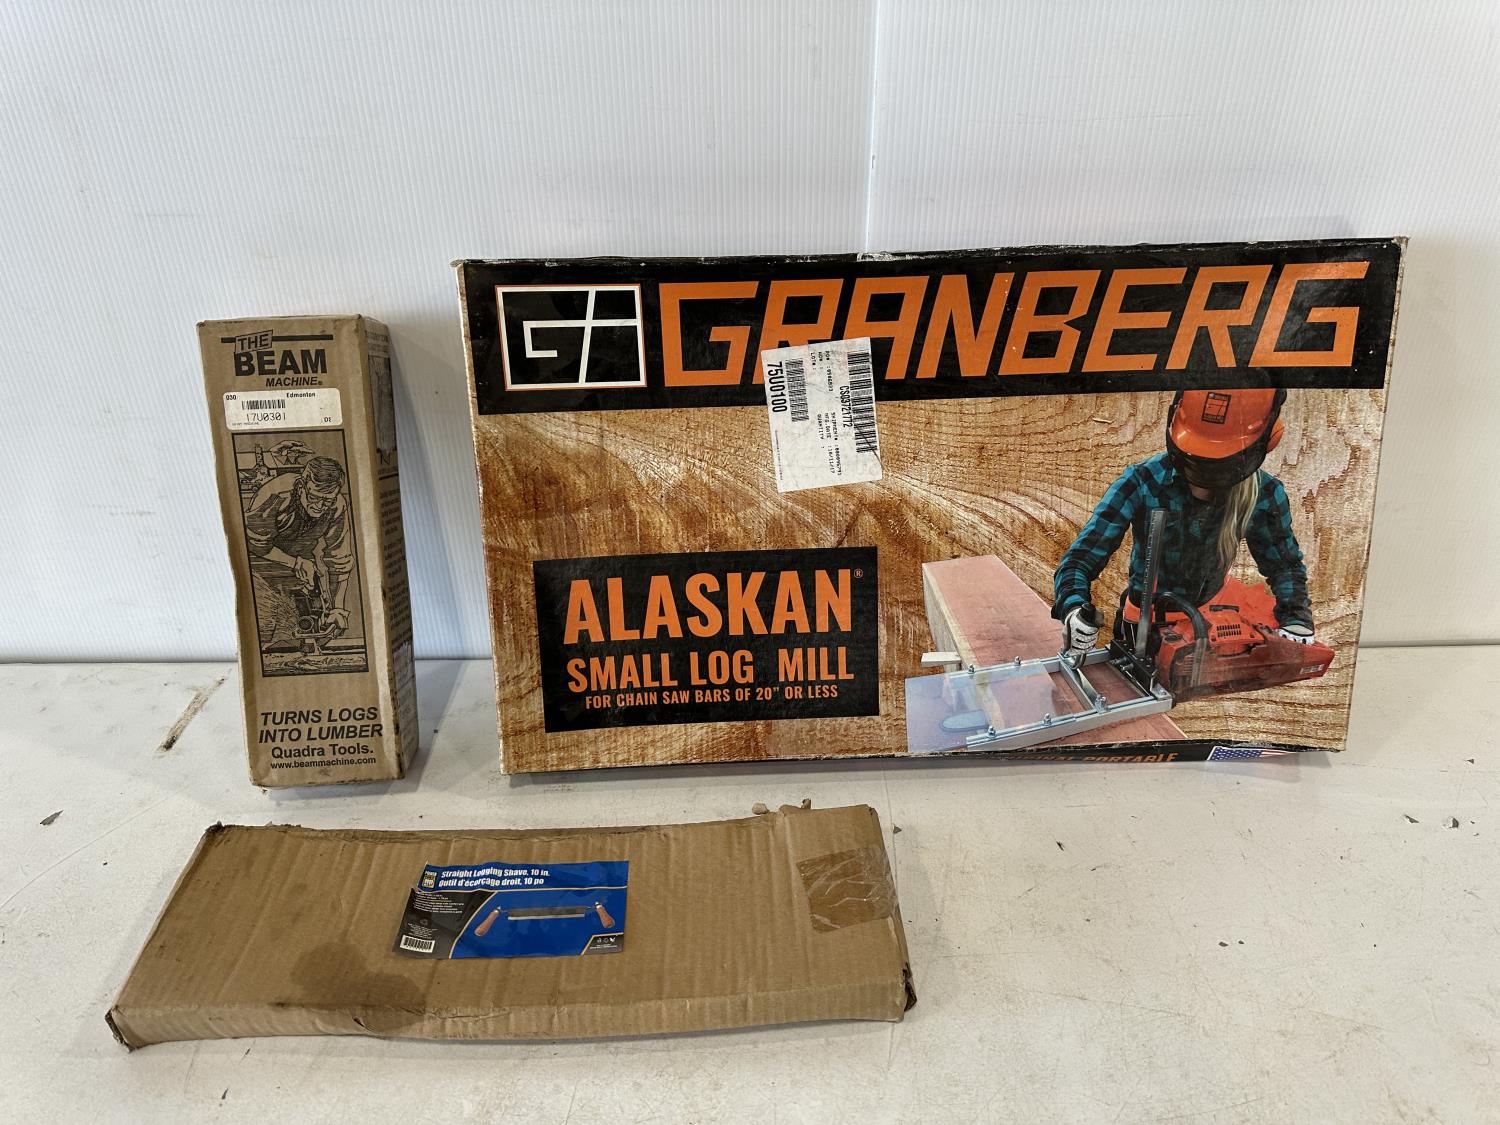 THE
BEAM
MACHINE®
030 Edmonton
17U0301
TURNS LOGS
INTO LUMBER
Quadra Tools.
www.beammachine.com
GRANBERG
75U0100
CS03721772
QUANTITY :
ALASKAN®
SMALL LOG MILL
FOR CHAIN SAW BARS OF 20" OR LESS
PORTABLE
Straight Logging Shave, 10 in.
Outil d'écorçage droit, 10 po